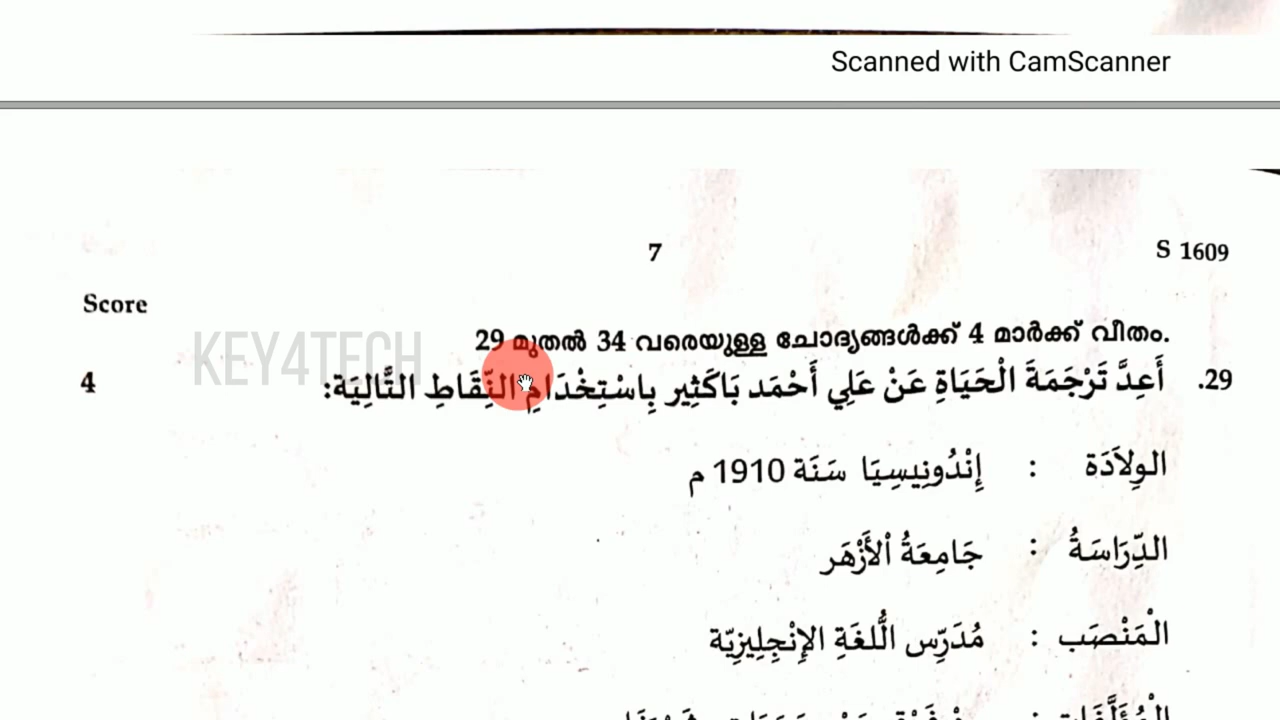 Scanned with CamScanner
7
S 1609
Score
29 മുതൽ 34 വരെയുള്ള ചോദ്യങ്ങൾക്ക് 4 മാർക്ക് വീതം.
KEY4TECH
29. أَعِدَّ تَرْجَمَةَ الْحَيَاةِ عَنْ عَلِي أَحْمَد بَاكَثِير بِاسْتِخْدَامِ النِّقَاطِ التَّالِيَة: 4
الوِلاَدَة : إِنْدُونِيسِيَا سَنَة 1910 م
الدِّرَاسَةُ : جَامِعَةُ الْأَزْهَر
الْمَنْصَب : مُدَرِّس اللُّغَةِ الإِنْجِلِيزِيّة